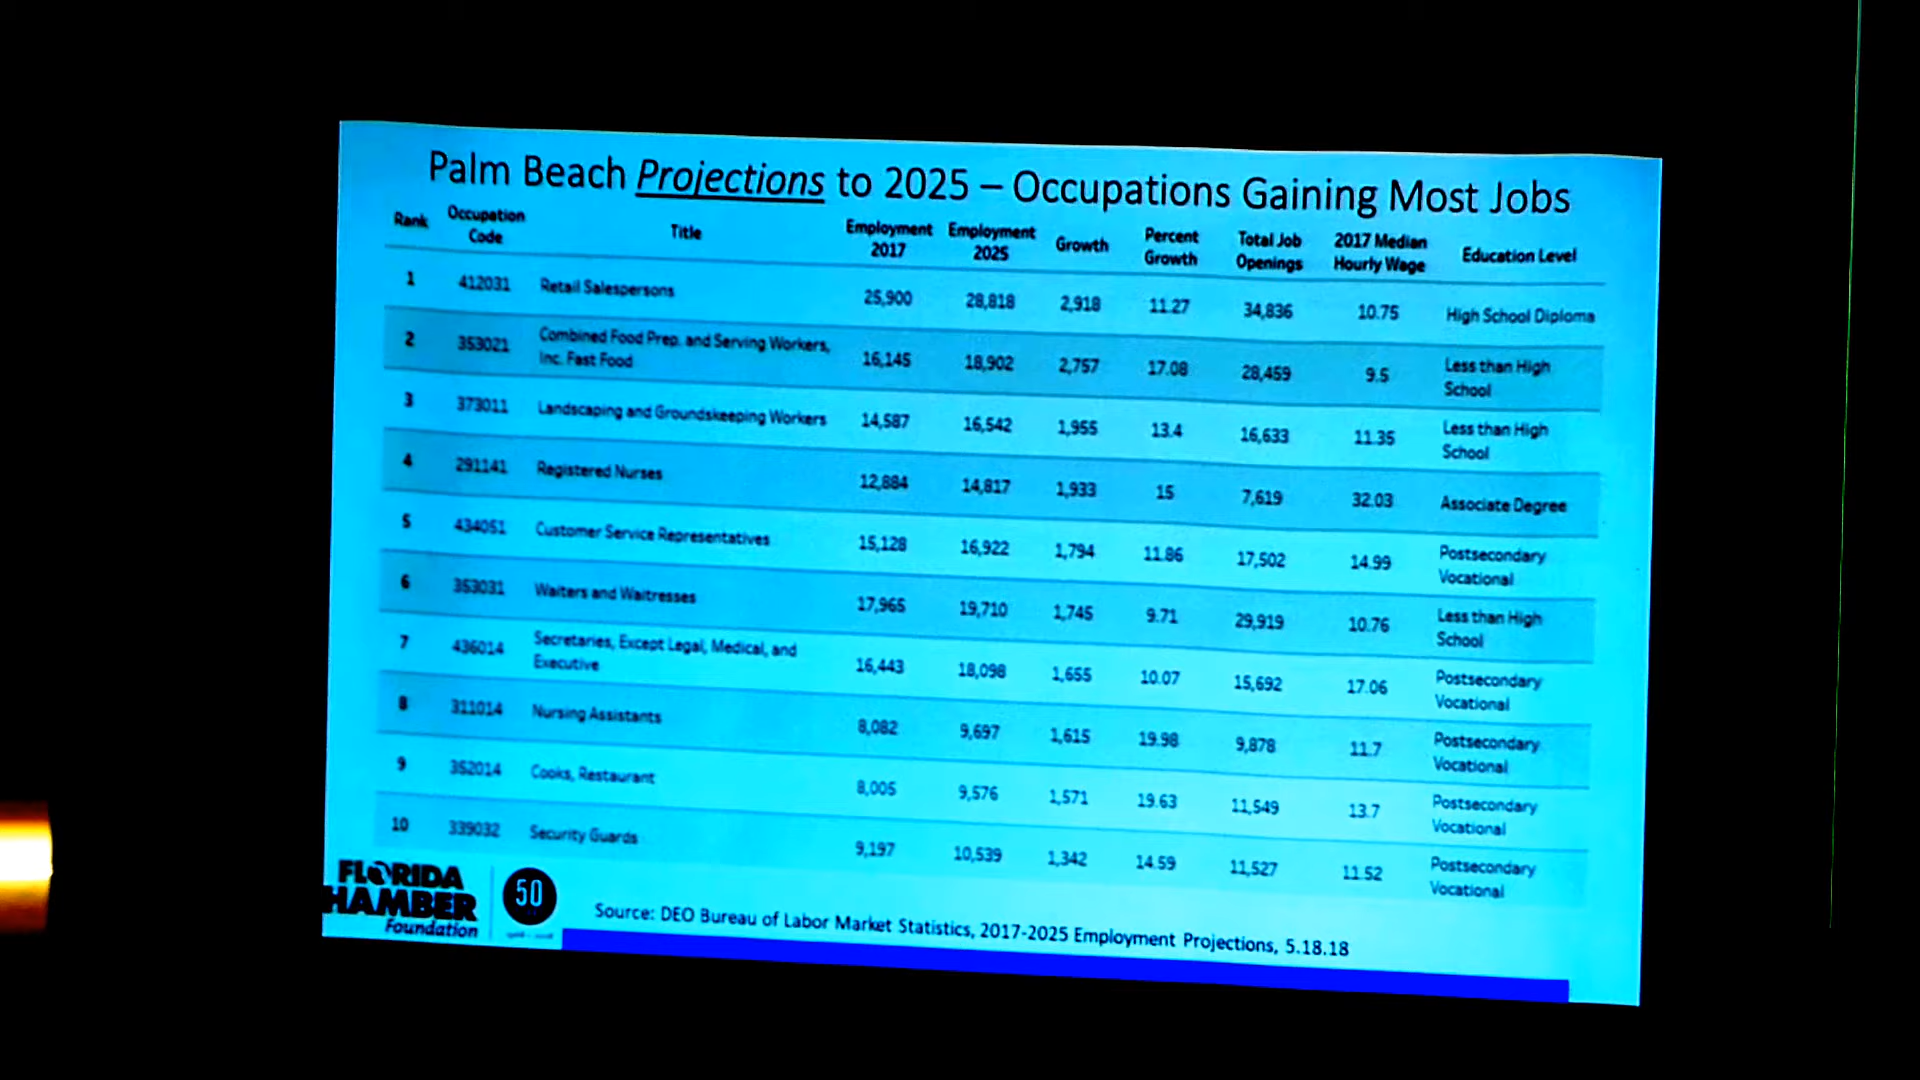 Palm Beach Projections to 2025 – Occupations Gaining Most Jobs
Rank Occupation Code Title Employment 2017 Employment 2025 Growth Percent Growth Total Job Openings 2017 Median Hourly Wage Education Level
1 412031 Retail Salespersons 25,900 28,818 2,918 11.27 34,836 10.75 High School Diploma
2 353021 Combined Food Prep. and Serving Workers, Inc. Fast Food 16,145 18,902 2,757 17.08 28,459 9.5 Less than High School
3 373011 Landscaping and Groundskeeping Workers 14,587 16,542 1,955 13.4 16,633 11.35 Less than High School
4 291141 Registered Nurses 12,884 14,817 1,933 15 7,619 32.03 Associate Degree
5 434051 Customer Service Representatives 15,128 16,922 1,794 11.86 17,502 14.99 Postsecondary Vocational
6 353031 Waiters and Waitresses 17,965 19,710 1,745 9.71 29,919 10.76 Less than High School
7 436014 Secretaries, Except Legal, Medical, and Executive 16,443 18,098 1,655 10.07 15,692 17.06 Postsecondary Vocational
8 311014 Nursing Assistants 8,082 9,697 1,615 19.98 9,878 11.7 Postsecondary Vocational
9 352014 Cooks, Restaurant 8,005 9,576 1,571 19.63 11,549 13.7 Postsecondary Vocational
10 339032 Security Guards 9,197 10,539 1,342 14.59 11,527 11.52 Postsecondary Vocational
FLORIDA
HAMBER
Foundation
50
Source: DEO Bureau of Labor Market Statistics, 2017-2025 Employment Projections, 5.18.18